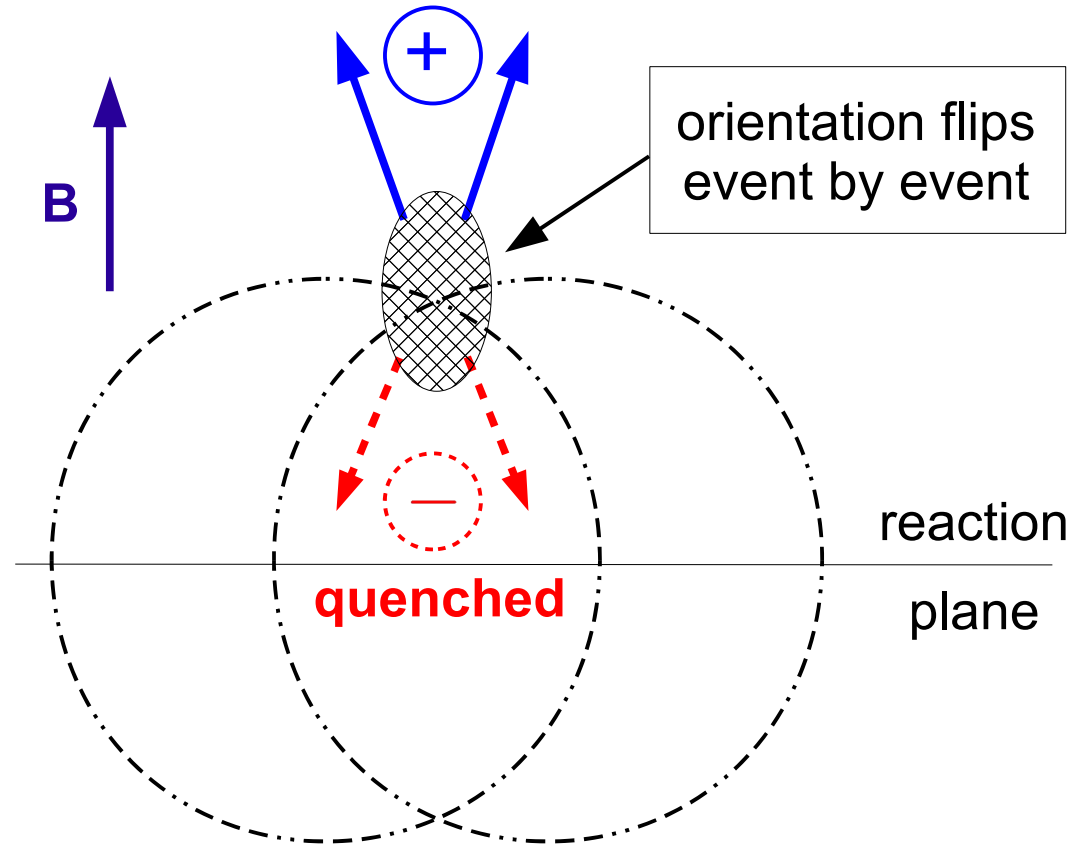 +
orientation flips
event by event
B
−
reaction
quenched
plane